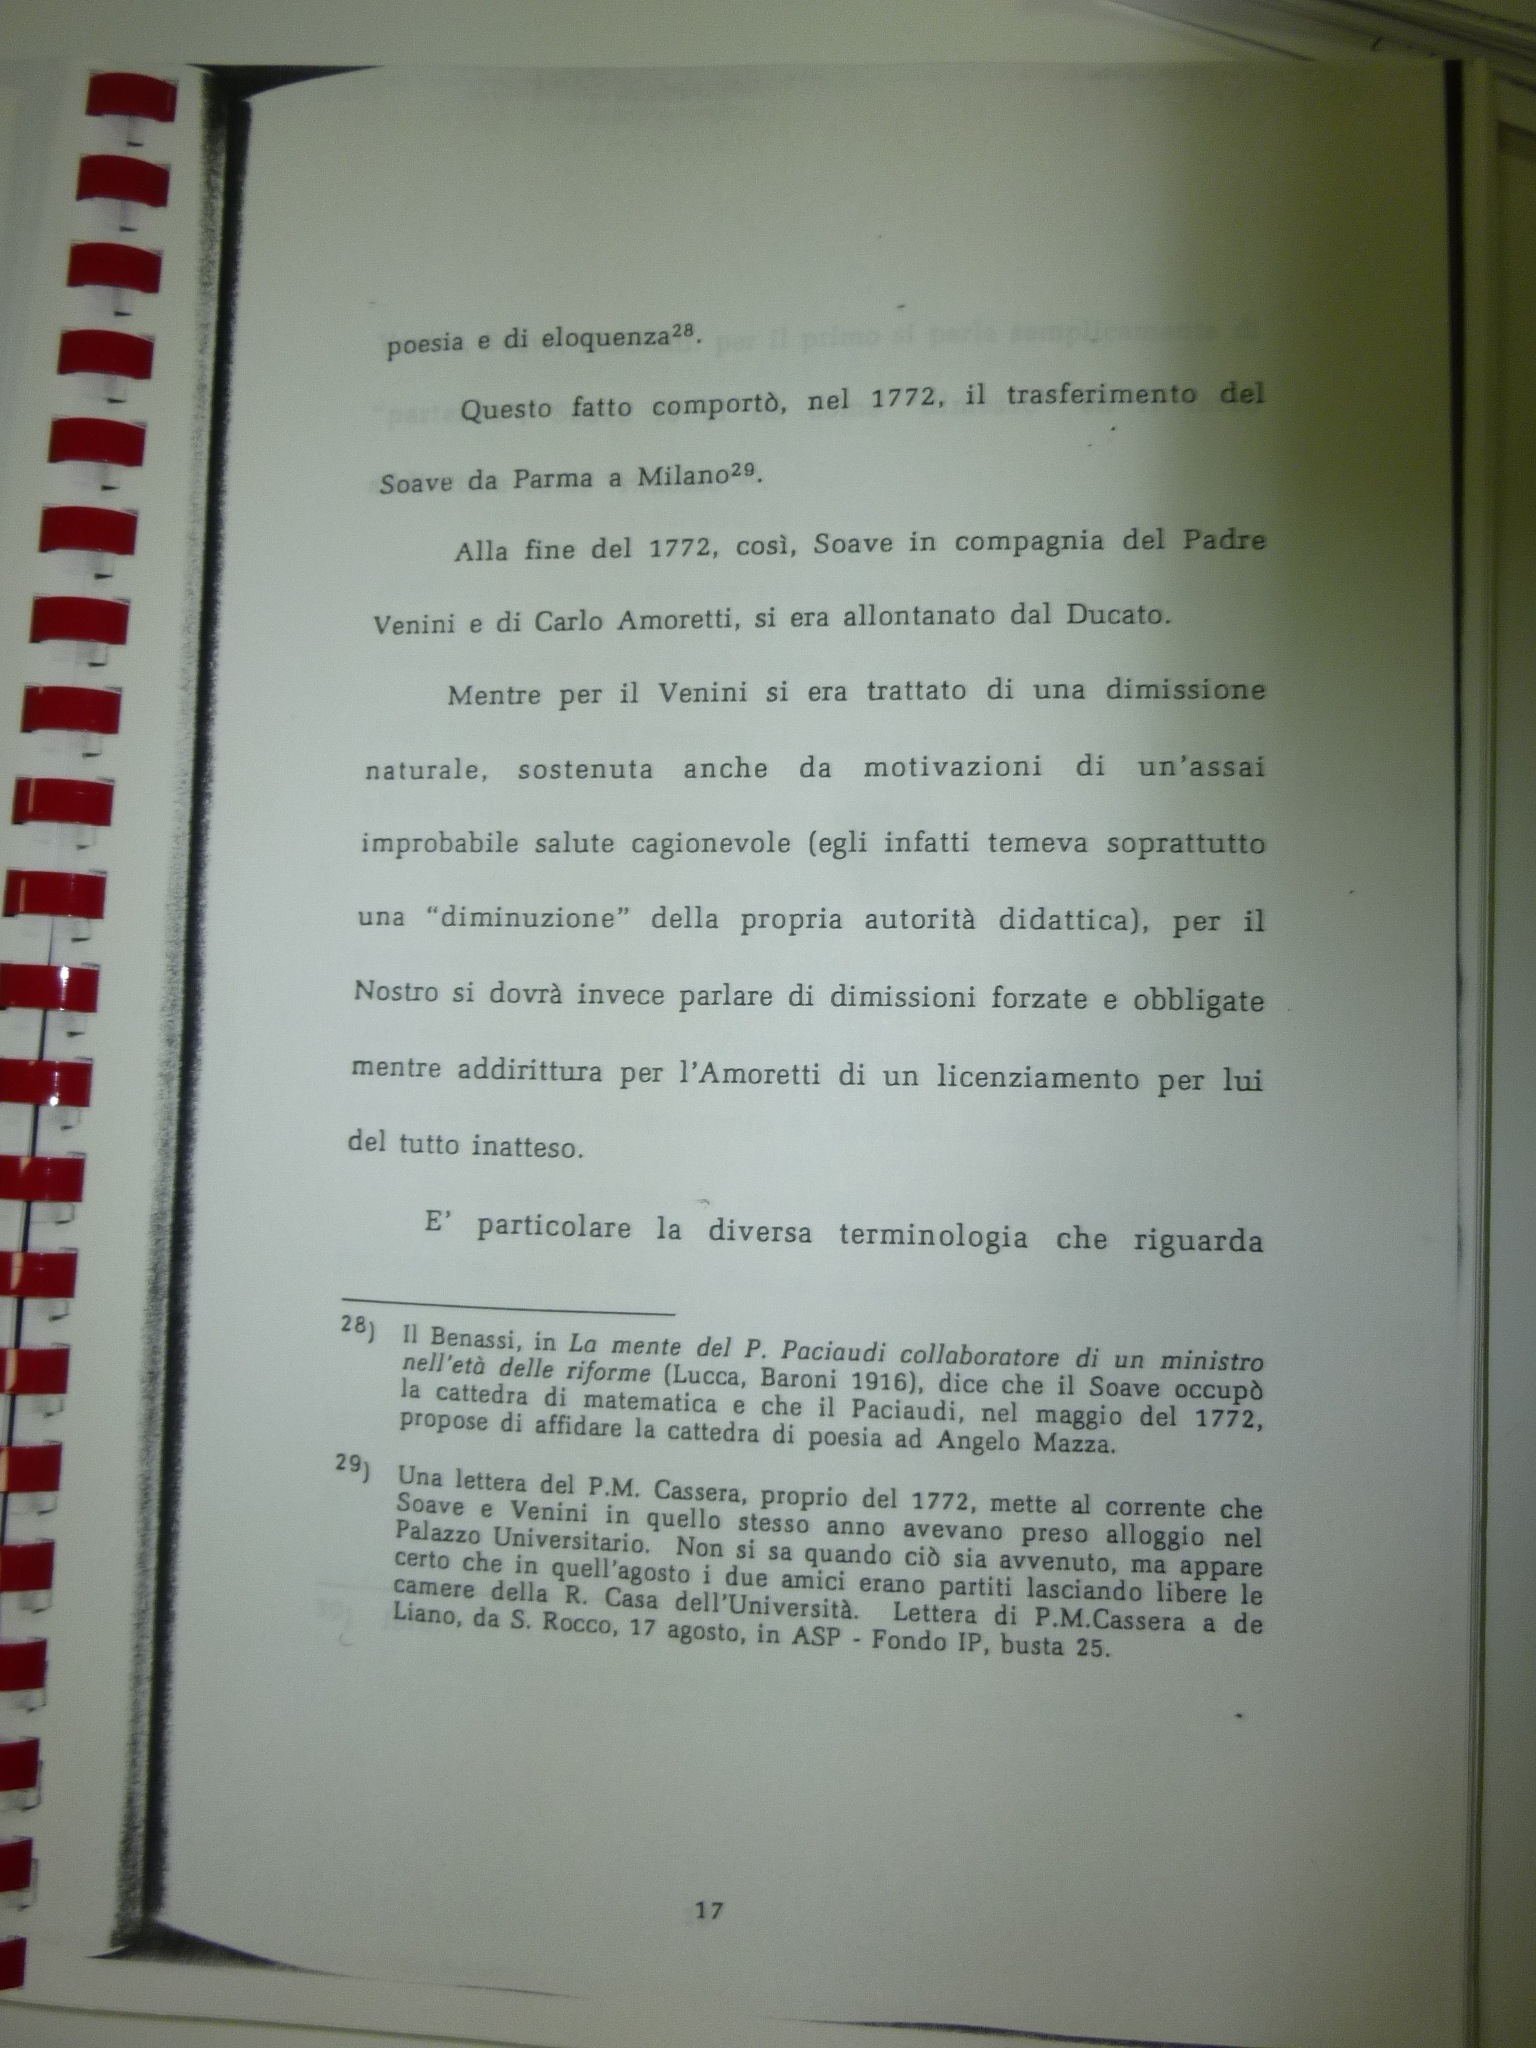 poesia e di eloquenza²⁸.
Questo fatto comportò, nel 1772, il trasferimento del
Soave da Parma a Milano²⁹.
Alla fine del 1772, così, Soave in compagnia del Padre
Venini e di Carlo Amoretti, si era allontanato dal Ducato.
Mentre per il Venini si era trattato di una dimissione
naturale, sostenuta anche da motivazioni di un'assai
improbabile salute cagionevole (egli infatti temeva soprattutto
una “diminuzione” della propria autorità didattica), per il
Nostro si dovrà invece parlare di dimissioni forzate e obbligate
mentre addirittura per l'Amoretti di un licenziamento per lui
del tutto inatteso.
E' particolare la diversa terminologia che riguarda
28) Il Benassi, in La mente del P. Paciaudi collaboratore di un ministro
nell'età delle riforme (Lucca, Baroni 1916), dice che il Soave occupò
la cattedra di matematica e che il Paciaudi, nel maggio del 1772,
propose di affidare la cattedra di poesia ad Angelo Mazza.
29) Una lettera del P.M. Cassera, proprio del 1772, mette al corrente che
Soave e Venini in quello stesso anno avevano preso alloggio nel
Palazzo Universitario. Non si sa quando ciò sia avvenuto, ma appare
certo che in quell'agosto i due amici erano partiti lasciando libere le
camere della R. Casa dell'Università. Lettera di P.M.Cassera a de
Liano, da S. Rocco, 17 agosto, in ASP - Fondo IP, busta 25.
17